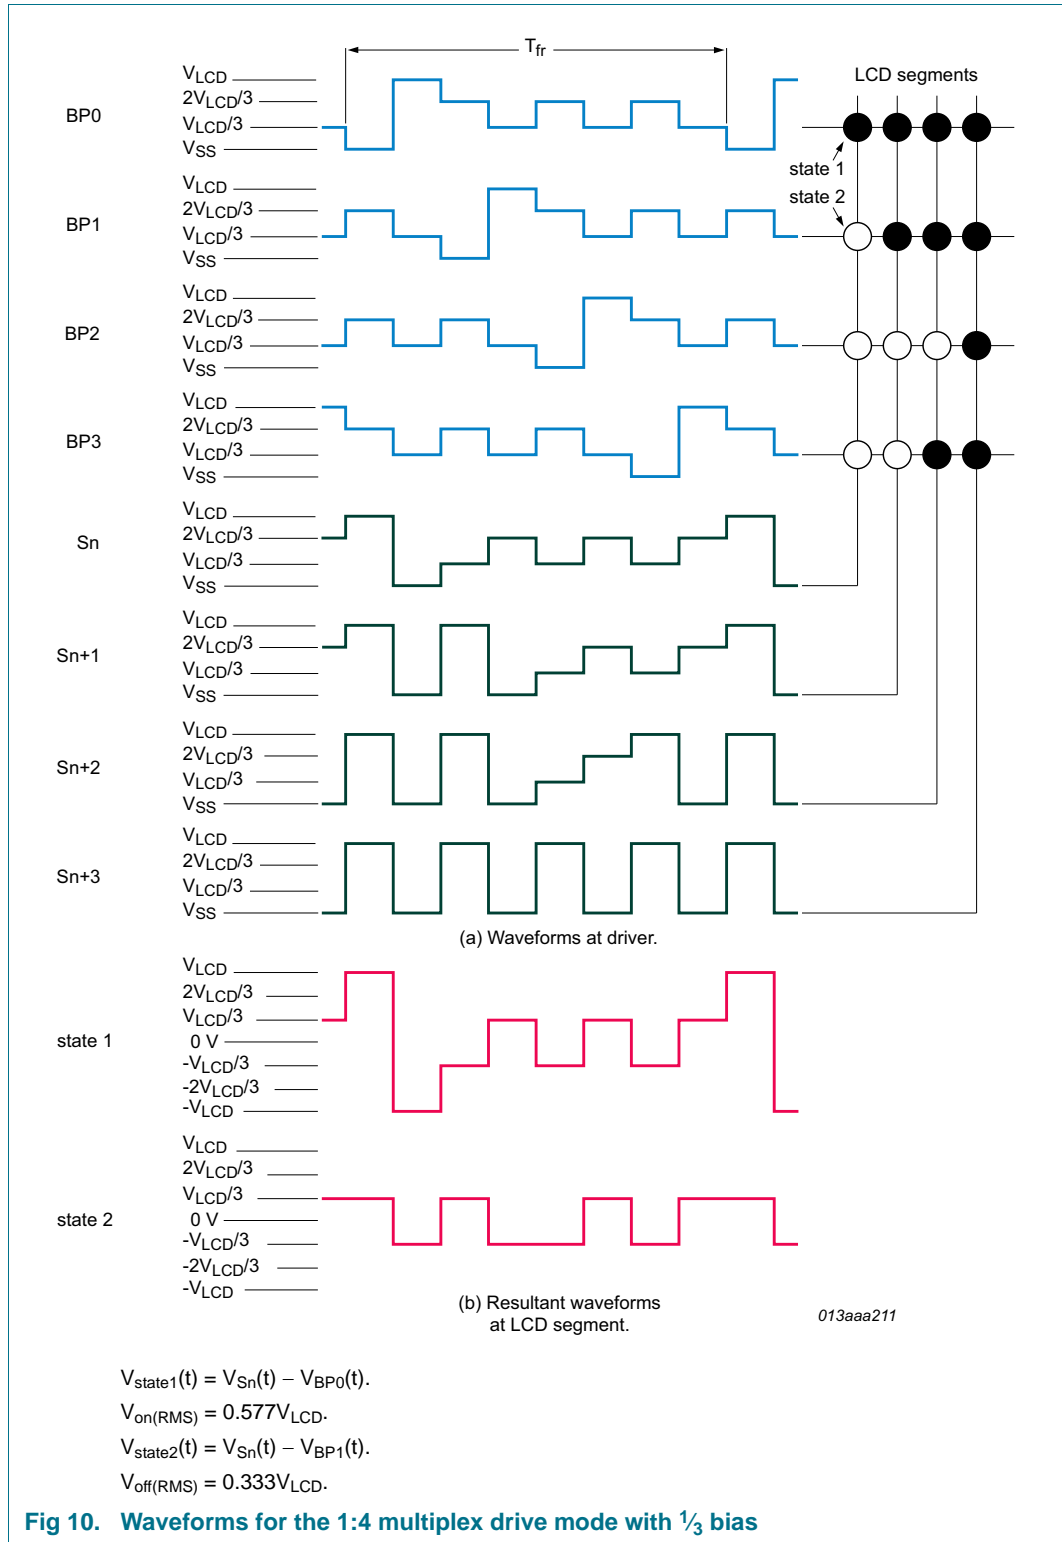 Tfr
LCD segments
BP0
VLCD
2VLCD/3
VLCD/3
VSS
state 1
state 2
BP1
VLCD
2VLCD/3
VLCD/3
VSS
BP2
VLCD
2VLCD/3
VLCD/3
VSS
BP3
VLCD
2VLCD/3
VLCD/3
VSS
Sn
VLCD
2VLCD/3
VLCD/3
VSS
Sn+1
VLCD
2VLCD/3
VLCD/3
VSS
Sn+2
VLCD
2VLCD/3
VLCD/3
VSS
Sn+3
VLCD
2VLCD/3
VLCD/3
VSS
(a) Waveforms at driver.
state 1
VLCD
2VLCD/3
VLCD/3
0 V
-VLCD/3
-2VLCD/3
-VLCD
state 2
VLCD
2VLCD/3
VLCD/3
0 V
-VLCD/3
-2VLCD/3
-VLCD
(b) Resultant waveforms
at LCD segment.
013aaa211
Vstate1(t) = VSn(t) − VBP0(t).
Von(RMS) = 0.577VLCD.
Vstate2(t) = VSn(t) − VBP1(t).
Voff(RMS) = 0.333VLCD.
Fig 10. Waveforms for the 1:4 multiplex drive mode with 1⁄3 bias